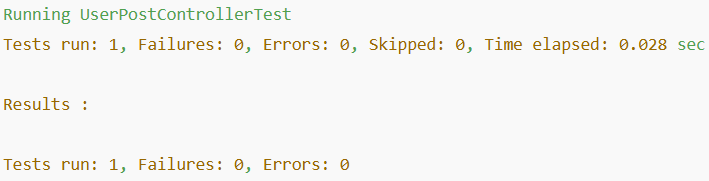 Running UserPostControllerTest
Tests run: 1, Failures: 0, Errors: 0, Skipped: 0, Time elapsed: 0.028 sec
Results :
Tests run: 1, Failures: 0, Errors: 0